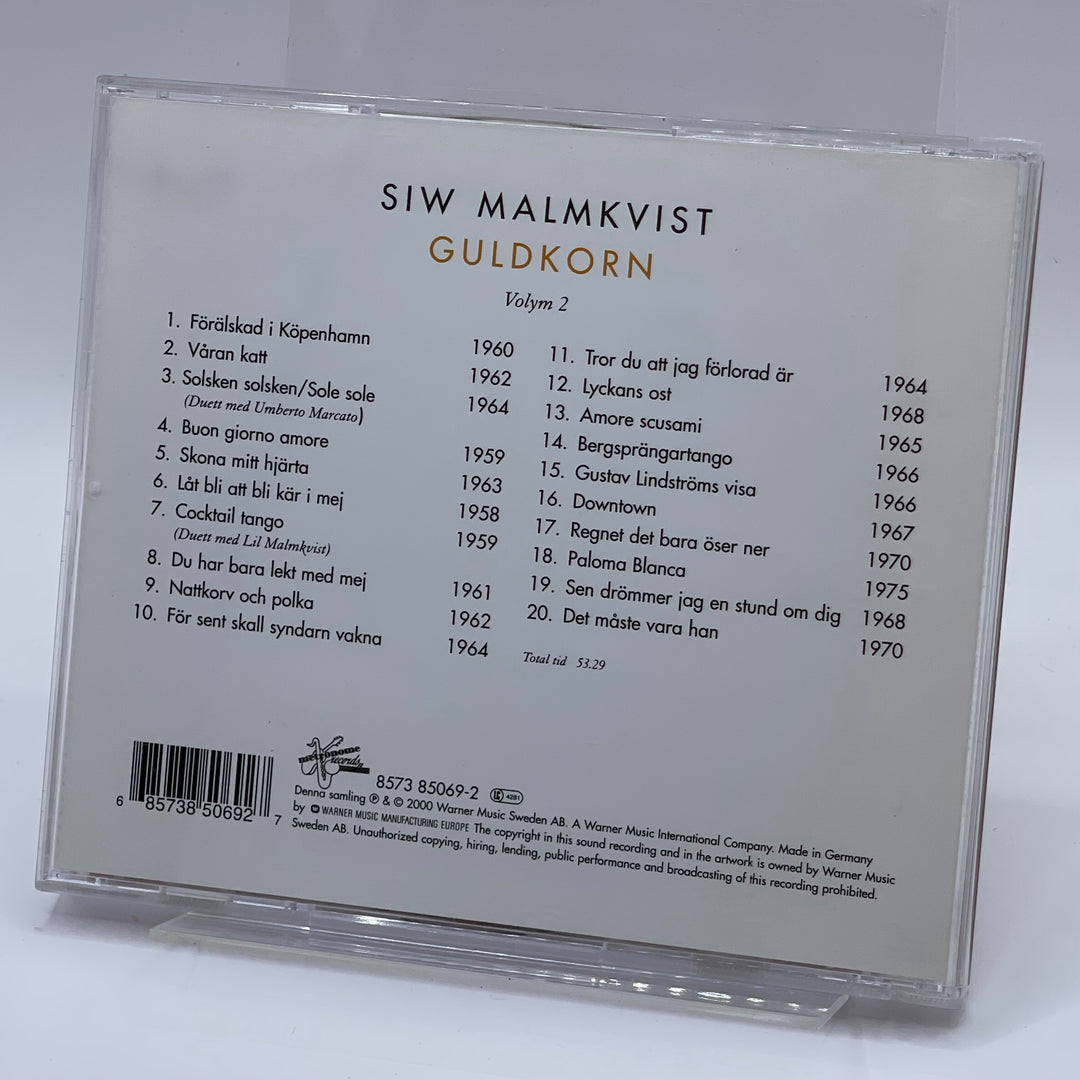 SIW MALMKVIST
GULDKORN
Volym 2
1. Förälskad i Köpenhamn 1960
2. Våran katt 1962
3. Solsken solsken/Sole sole 1964
(Duett med Umberto Marcato)
4. Buon giorno amore 1959
5. Skona mitt hjärta 1963
6. Låt bli att bli kär i mej 1958
7. Cocktail tango 1959
(Duett med Lil Malmkvist)
8. Du har bara lekt med mej 1961
9. Nattkorv och polka 1962
10. För sent skall syndarn vakna 1964
11. Tror du att jag förlorad är 1964
12. Lyckans ost 1968
13. Amore scusami 1965
14. Bergsprängartango 1966
15. Gustav Lindströms visa 1966
16. Downtown 1967
17. Regnet det bara öser ner 1970
18. Paloma Blanca 1975
19. Sen drömmer jag en stund om dig 1968
20. Det måste vara han 1970
Total tid 53.29
metronome
records
8573 85069-2 LC 4281
Denna samling ℗ & © 2000 Warner Music Sweden AB. A Warner Music International Company. Made in Germany
by WARNER MUSIC MANUFACTURING EUROPE The copyright in this sound recording and in the artwork is owned by Warner Music
Sweden AB. Unauthorized copying, hiring, lending, public performance and broadcasting of this recording prohibited.
6 85738 50692 7